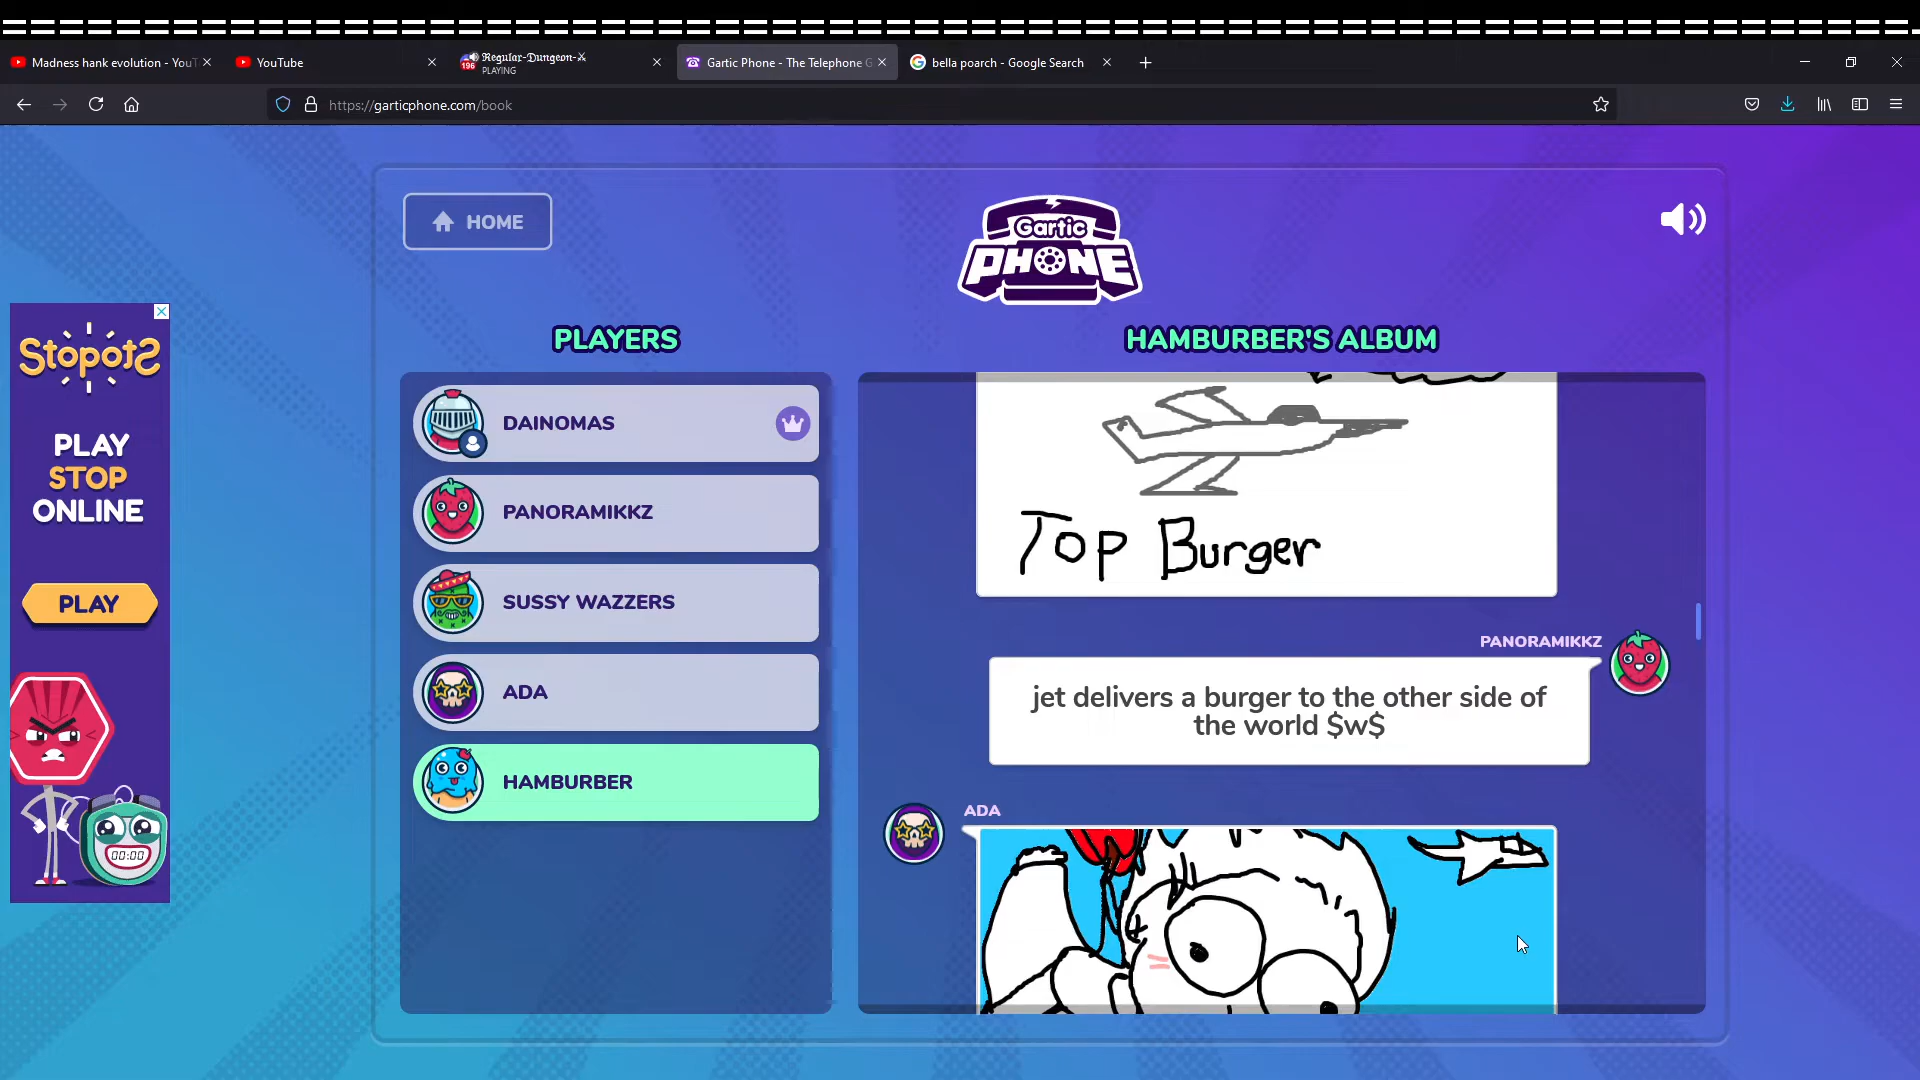 Madness hank evolution - YouT
YouTube
196
ℜ𝔢𝔤𝔲𝔩𝔞𝔯-𝔇𝔲𝔫𝔤𝔢𝔬𝔫-⚔
PLAYING
Gartic Phone - The Telephone G
bella poarch - Google Search
https://garticphone.com/book
HOME
Gartic
PHONE
PLAYERS
HAMBURBER'S ALBUM
StopotS
PLAY
STOP
ONLINE
PLAY
00:00
DAINOMAS
PANORAMIKKZ
SUSSY WAZZERS
ADA
HAMBURBER
Top Burger
PANORAMIKKZ
jet delivers a burger to the other side of
the world $w$
ADA